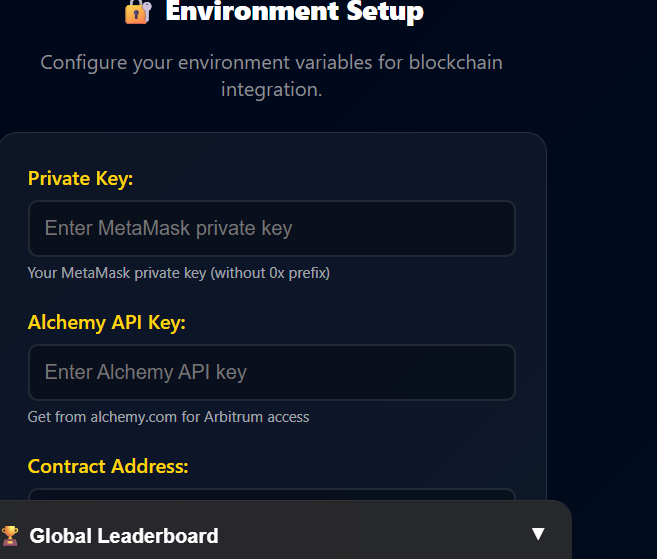 🔐 Environment Setup
Configure your environment variables for blockchain
integration.
Private Key:
Enter MetaMask private key
Your MetaMask private key (without 0x prefix)
Alchemy API Key:
Enter Alchemy API key
Get from alchemy.com for Arbitrum access
Contract Address:
🏆 Global Leaderboard ▼